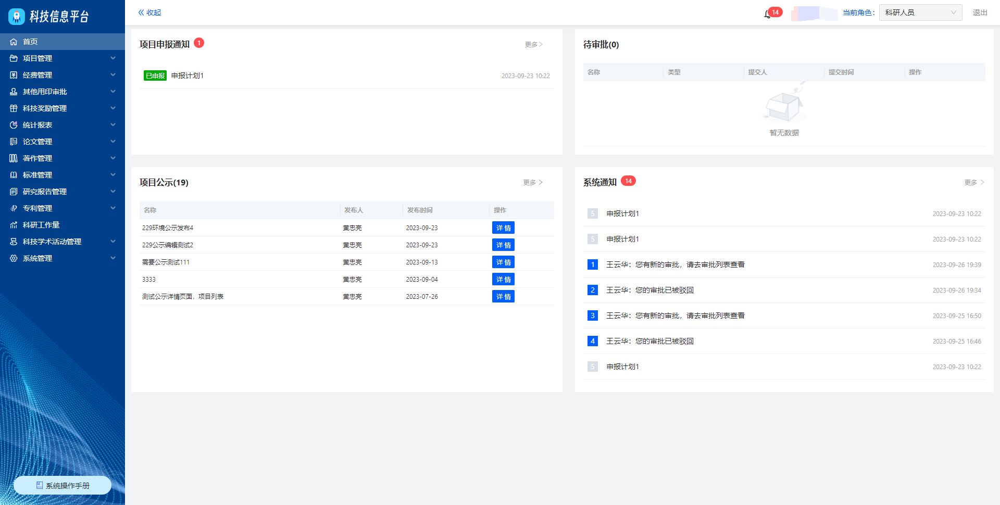 科技信息平台
收起
14
当前角色：
科研人员
退出
首页
项目管理
经费管理
其他用印审批
科技奖励管理
统计报表
论文管理
著作管理
标准管理
研究报告管理
专利管理
科研工作量
科技学术活动管理
系统管理
系统操作手册
项目申报通知 1
更多
已申报 申报计划1 2023-09-23 10:22
待审批(0)
名称 类型 提交人 提交时间 操作
暂无数据
项目公示(19)
更多
名称 发布人 发布时间 操作
229环境公示发布4 黄忠亮 2023-09-23 详 情
229公示编辑测试2 黄忠亮 2023-09-23 详 情
需要公示测试111 黄忠亮 2023-09-13 详 情
3333 黄忠亮 2023-09-04 详 情
测试公示详情页面，项目列表 黄忠亮 2023-07-26 详 情
系统通知 14
更多
5 申报计划1 2023-09-23 10:22
5 申报计划1 2023-09-23 10:22
1 王云华：您有新的审批，请去审批列表查看 2023-09-26 19:39
2 王云华：您的审批已被驳回 2023-09-26 19:34
3 王云华：您有新的审批，请去审批列表查看 2023-09-25 16:50
4 王云华：您的审批已被驳回 2023-09-25 16:46
5 申报计划1 2023-09-23 10:22